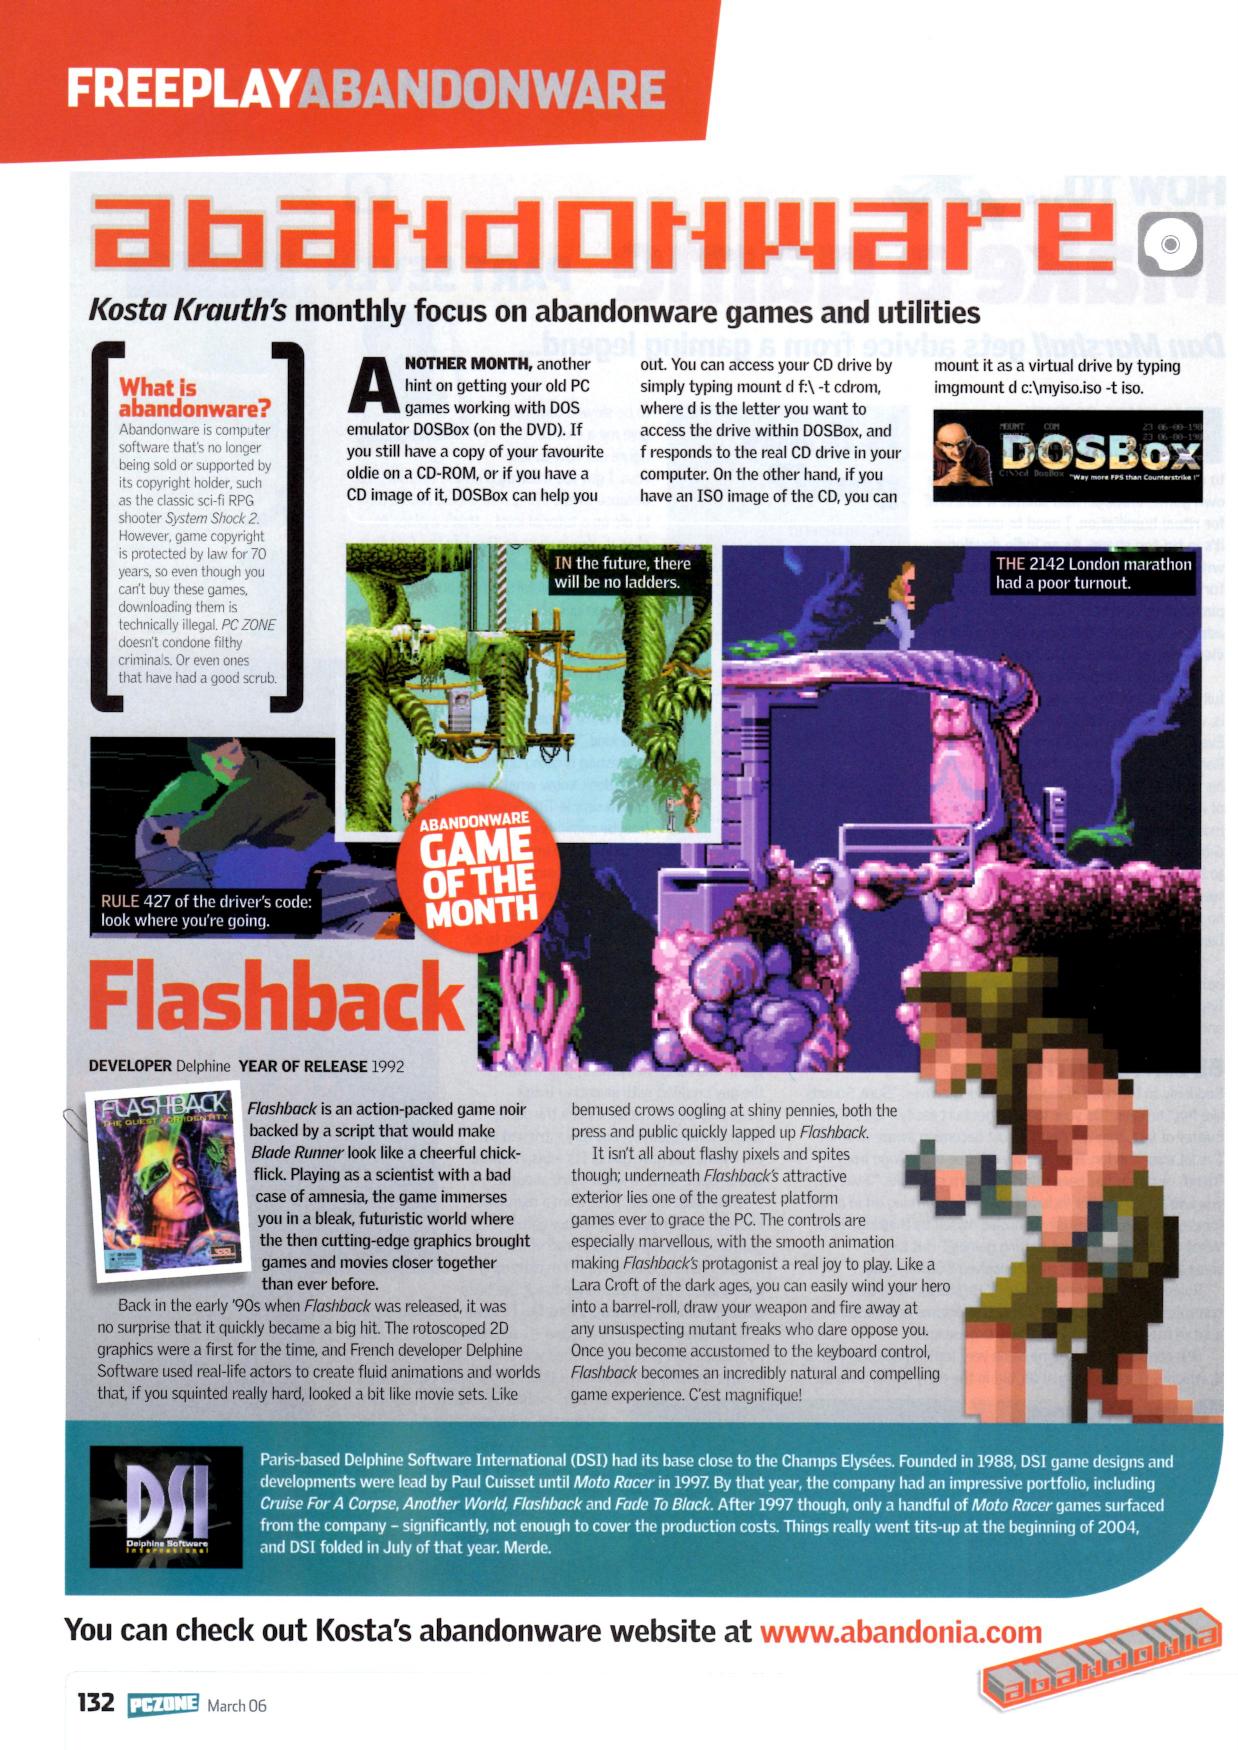 FREEPLAYABANDONWARE
abandonware
Kosta Krauth's monthly focus on abandonware games and utilities
What is
abandonware?
Abandonware is computer
software that's no longer
being sold or supported by
its copyright holder, such
as the classic sci-fi RPG
shooter System Shock 2.
However, game copyright
is protected by law for 70
years, so even though you
can't buy these games,
downloading them is
technically illegal. PC ZONE
doesn't condone filthy
criminals. Or even ones
that have had a good scrub.
ANOTHER MONTH, another
hint on getting your old PC
games working with DOS
emulator DOSBox (on the DVD). If
you still have a copy of your favourite
oldie on a CD-ROM, or if you have a
CD image of it, DOSBox can help you
out. You can access your CD drive by
simply typing mount d f:\ -t cdrom,
where d is the letter you want to
access the drive within DOSBox, and
f responds to the real CD drive in your
computer. On the other hand, if you
have an ISO image of the CD, you can
mount it as a virtual drive by typing
imgmount d c:\myiso.iso -t iso.
MOUNT COM
23 06-00-190
23 06-00-190
DOSBox
"Way more FPS than Counterstrike !"
IN the future, there
will be no ladders.
THE 2142 London marathon
had a poor turnout.
RULE 427 of the driver's code:
look where you're going.
ABANDONWARE
GAME
OF THE
MONTH
Flashback
DEVELOPER Delphine YEAR OF RELEASE 1992
FLASHBACK
THE QUEST FOR IDENTITY
Flashback is an action-packed game noir
backed by a script that would make
Blade Runner look like a cheerful chick-
flick. Playing as a scientist with a bad
case of amnesia, the game immerses
you in a bleak, futuristic world where
the then cutting-edge graphics brought
games and movies closer together
than ever before.
Back in the early '90s when Flashback was released, it was
no surprise that it quickly became a big hit. The rotoscoped 2D
graphics were a first for the time, and French developer Delphine
Software used real-life actors to create fluid animations and worlds
that, if you squinted really hard, looked a bit like movie sets. Like
bemused crows oogling at shiny pennies, both the
press and public quickly lapped up Flashback.
It isn't all about flashy pixels and spites
though; underneath Flashback's attractive
exterior lies one of the greatest platform
games ever to grace the PC. The controls are
especially marvellous, with the smooth animation
making Flashback's protagonist a real joy to play. Like a
Lara Croft of the dark ages, you can easily wind your hero
into a barrel-roll, draw your weapon and fire away at
any unsuspecting mutant freaks who dare oppose you.
Once you become accustomed to the keyboard control,
Flashback becomes an incredibly natural and compelling
game experience. C'est magnifique!
DSI
Delphine Software
International
Paris-based Delphine Software International (DSI) had its base close to the Champs Elysées. Founded in 1988, DSI game designs and
developments were lead by Paul Cuisset until Moto Racer in 1997. By that year, the company had an impressive portfolio, including
Cruise For A Corpse, Another World, Flashback and Fade To Black. After 1997 though, only a handful of Moto Racer games surfaced
from the company – significantly, not enough to cover the production costs. Things really went tits-up at the beginning of 2004,
and DSI folded in July of that year. Merde.
You can check out Kosta's abandonware website at www.abandonia.com
abandonia
132 PCZONE March 06